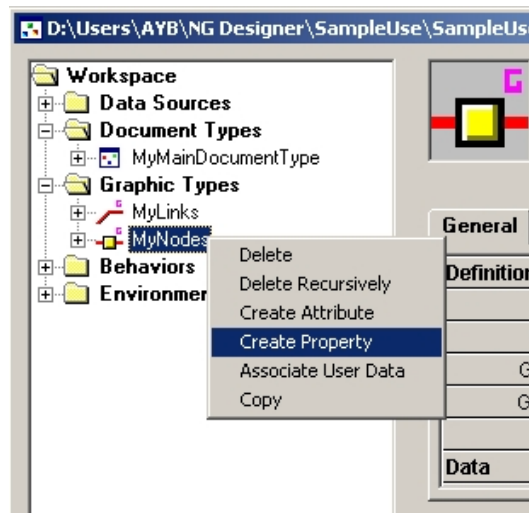 D:\Users\AYB\NG Designer\SampleUse\SampleUse
Workspace
Data Sources
Document Types
MyMainDocumentType
Graphic Types
MyLinks
MyNodes
Behaviors
Environmen
Delete
Delete Recursively
Create Attribute
Create Property
Associate User Data
Copy
G
General
Definition
G
G
Data